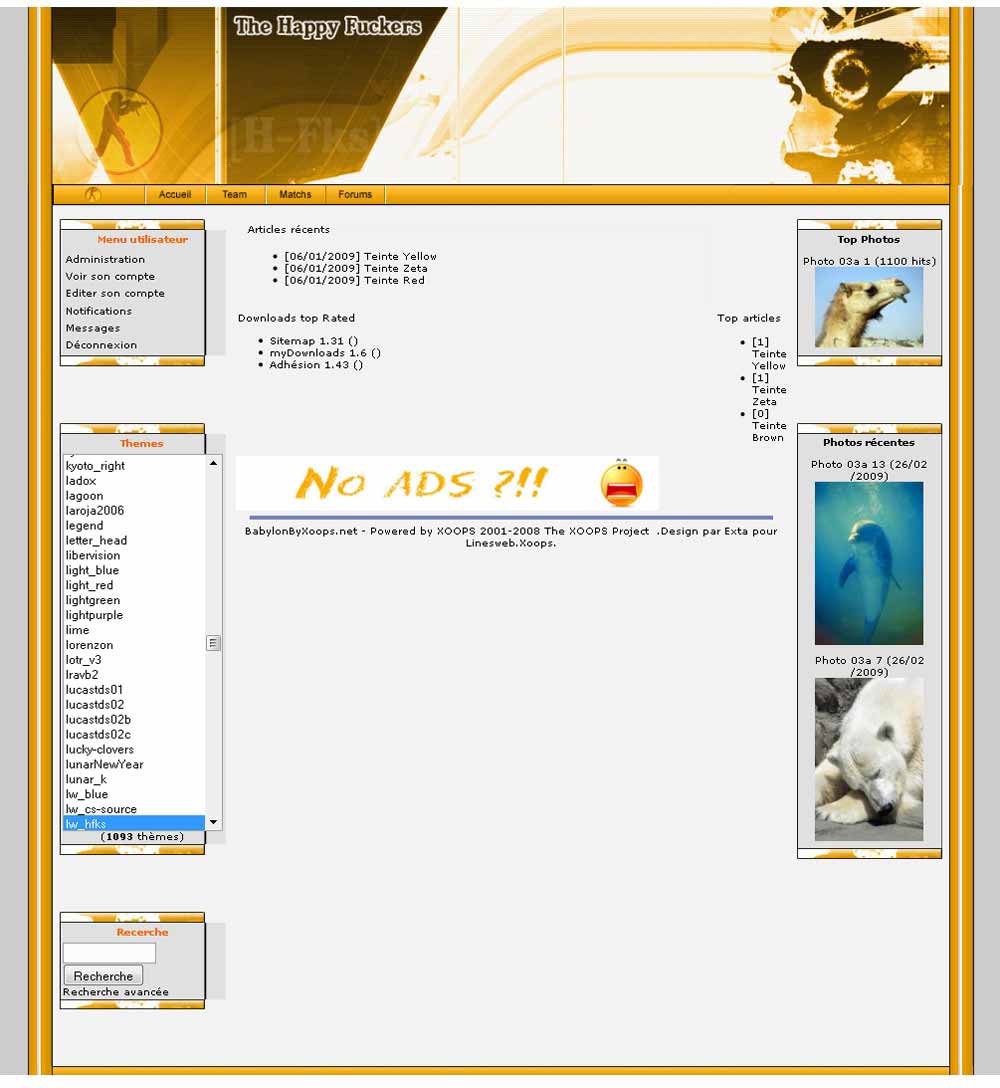 The Happy Fuckers
[H-Fks]
Accueil
Team
Matchs
Forums
Menu utilisateur
Administration
Voir son compte
Editer son compte
Notifications
Messages
Déconnexion
Themes
kyoto_right
ladox
lagoon
laroja2006
legend
letter_head
libervision
light_blue
light_red
lightgreen
lightpurple
lime
lorenzon
lotr_v3
lravb2
lucastds01
lucastds02
lucastds02b
lucastds02c
lucky-clovers
lunarNewYear
lunar_k
lw_blue
lw_cs-source
lw_hfks
(1093 thèmes)
Recerche
Recherche
Recherche avancée
Articles récents
[06/01/2009] Teinte Yellow
[06/01/2009] Teinte Zeta
[06/01/2009] Teinte Red
Downloads top Rated
Sitemap 1.31 ()
myDownloads 1.6 ()
Adhésion 1.43 ()
Top articles
[1]
Teinte
Yellow
[1]
Teinte
Zeta
[0]
Teinte
Brown
No ADS ?!!
BabylonByXoops.net - Powered by XOOPS 2001-2008 The XOOPS Project .Design par Exta pour
Linesweb.Xoops.
Top Photos
Photo 03a 1 (1100 hits)
Photos récentes
Photo 03a 13 (26/02
/2009)
Photo 03a 7 (26/02
/2009)